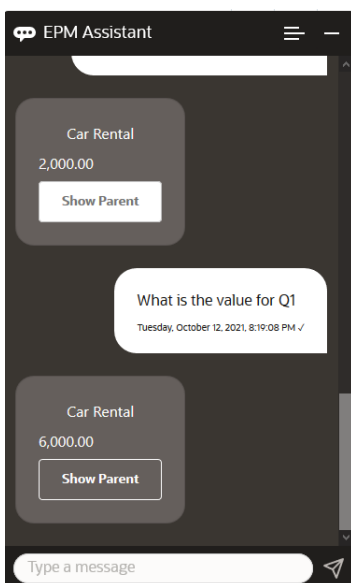 EPM Assistant
Car Rental
2,000.00
Show Parent
What is the value for Q1
Tuesday, October 12, 2021, 8:19:08 PM ✓
Car Rental
6,000.00
Show Parent
Type a message